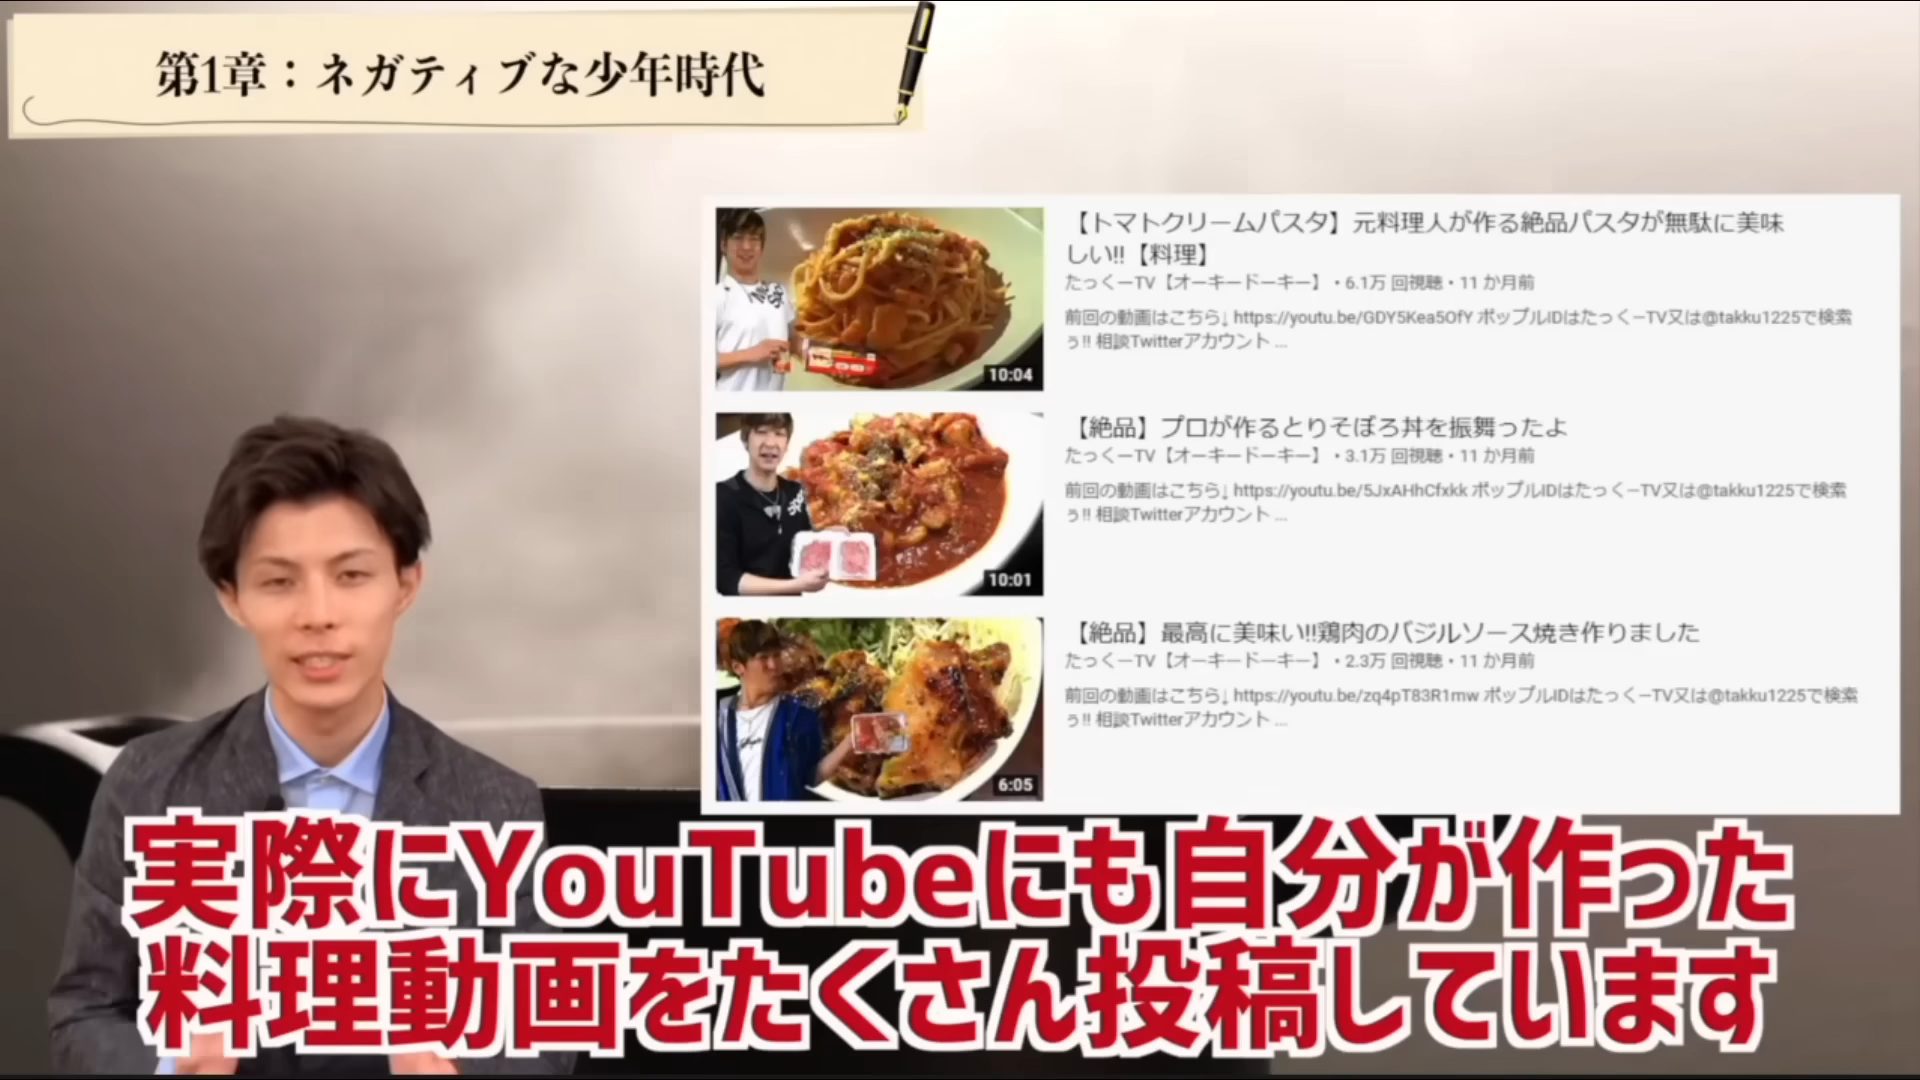 第1章：ネガティブな少年時代
【トマトクリームパスタ】元料理人が作る絶品パスタが無駄に美味
しい!!【料理】
たっくーTV【オーキードーキー】・6.1万 回視聴・11 か月前
前回の動画はこちら↓ https://youtu.be/GDY5Kea5OfY ポップルIDはたっくーTV又は@takku1225で検索
ぅ!! 相談Twitterアカウント ...
10:04
【絶品】プロが作るとりそぼろ丼を振舞ったよ
たっくーTV【オーキードーキー】・3.1万 回視聴・11 か月前
前回の動画はこちら↓ https://youtu.be/5JxAHhCfxkk ポップルIDはたっくーTV又は@takku1225で検索
ぅ!! 相談Twitterアカウント ...
10:01
【絶品】最高に美味い!!鶏肉のバジルソース焼き作りました
たっくーTV【オーキードーキー】・2.3万 回視聴・11 か月前
前回の動画はこちら↓ https://youtu.be/zq4pT83R1mw ポップルIDはたっくーTV又は@takku1225で検索
ぅ!! 相談Twitterアカウント ...
6:05
実際にYouTubeにも自分が作った
料理動画をたくさん投稿しています